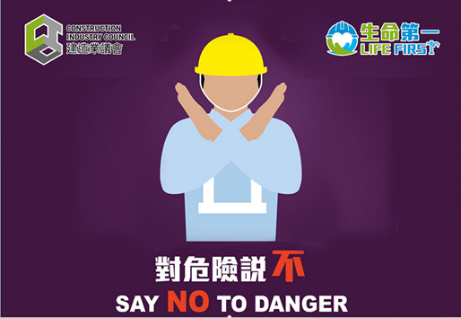 CONSTRUCTION
INDUSTRY COUNCIL
建造業議會
生命第一
LIFE FIRST
對危險説不
SAY NO TO DANGER